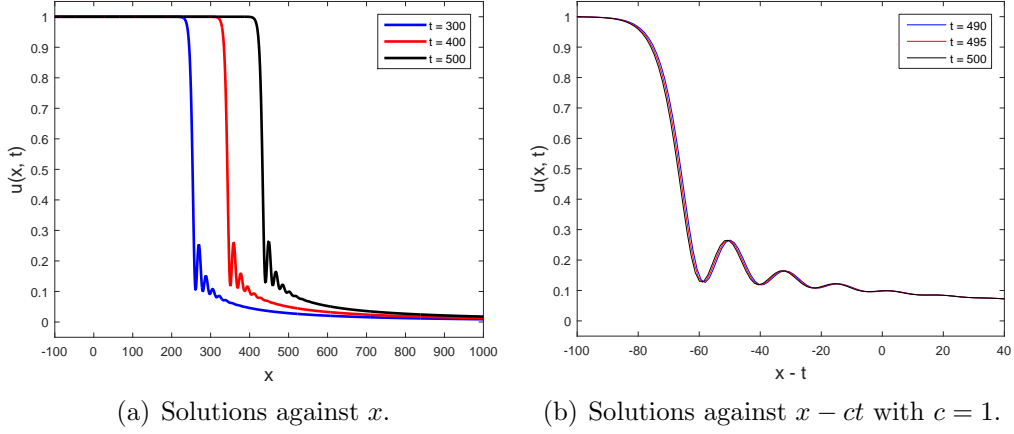 1
0.9
0.8
0.7
0.6
0.5
0.4
0.3
0.2
0.1
0
u(x, t)
-100 0 100 200 300 400 500 600 700 800 900 1000
x
t = 300
t = 400
t = 500
(a) Solutions against x.
1
0.9
0.8
0.7
0.6
0.5
0.4
0.3
0.2
0.1
0
u(x, t)
-100 -80 -60 -40 -20 0 20 40
x - t
t = 490
t = 495
t = 500
(b) Solutions against x − ct with c = 1.